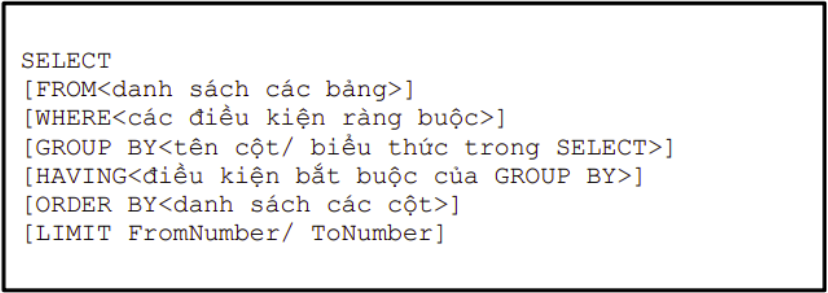 SELECT
[FROM<danh sách các bảng>]
[WHERE<các điều kiện ràng buộc>]
[GROUP BY<tên cột/ biểu thức trong SELECT>]
[HAVING<điều kiện bắt buộc của GROUP BY>]
[ORDER BY<danh sách các cột>]
[LIMIT FromNumber/ ToNumber]